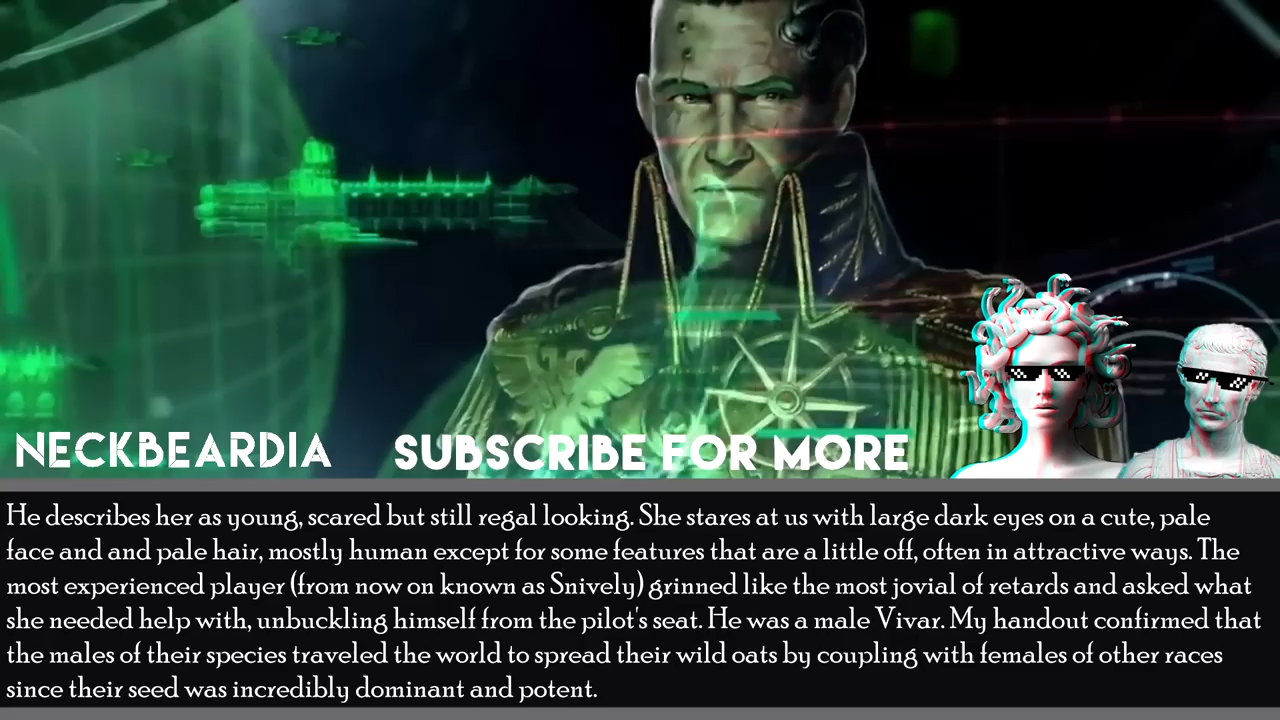 NECKBEARDIA
SUBSCRIBE FOR MORE
He describes her as young, scared but still regal looking. She stares at us with large dark eyes on a cute, pale
face and and pale hair, mostly human except for some features that are a little off, often in attractive ways. The
most experienced player (from now on known as Snively) grinned like the most jovial of retards and asked what
she needed help with, unbuckling himself from the pilot's seat. He was a male Vivar. My handout confirmed that
the males of their species traveled the world to spread their wild oats by coupling with females of other races
since their seed was incredibly dominant and potent.